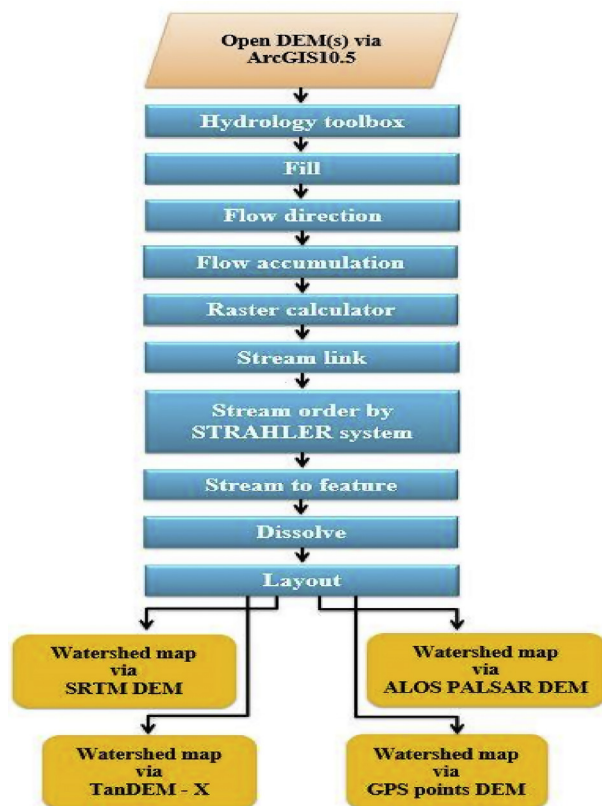 Open DEM(s) via
ArcGIS10.5
Hydrology toolbox
Fill
Flow direction
Flow accumulation
Raster calculator
Stream link
Stream order by
STRAHLER system
Stream to feature
Dissolve
Layout
Watershed map
via
SRTM DEM
Watershed map
via
ALOS PALSAR DEM
Watershed map
via
TanDEM - X
Watershed map
via
GPS points DEM